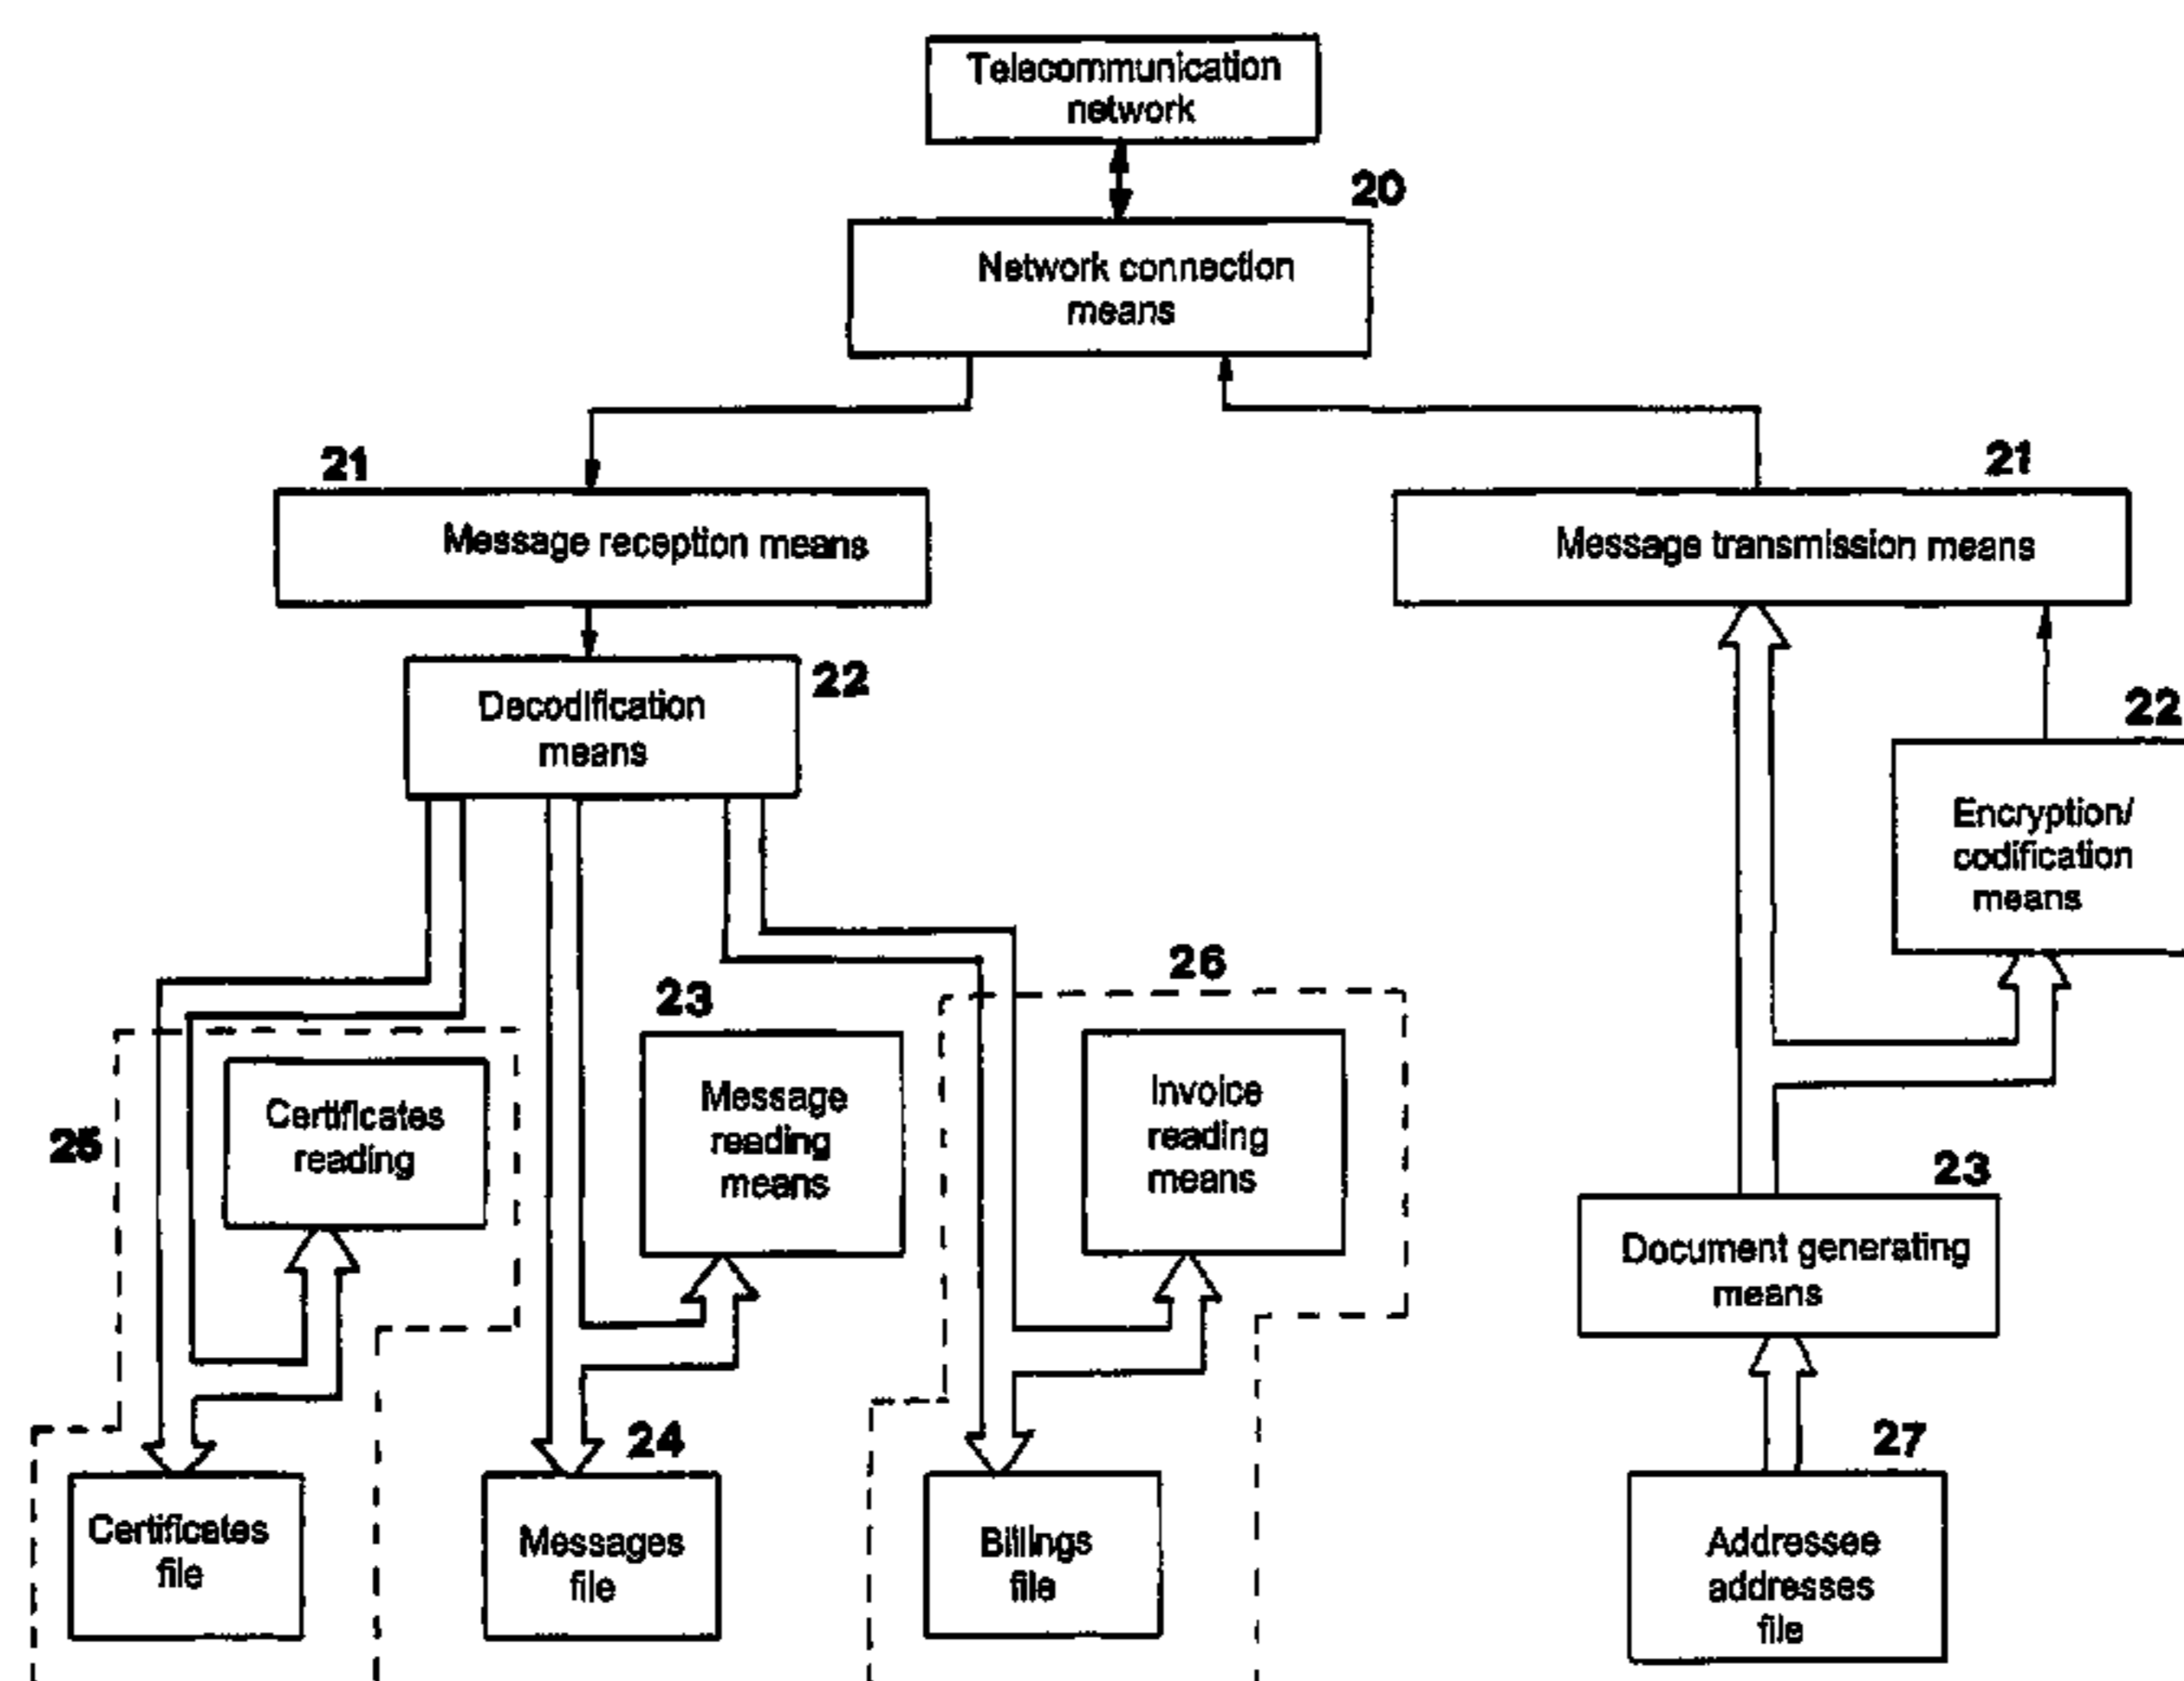 Telecommunication
network
20
Network connection
means
21
Message reception means
21
Message transmission means
22
Decodification
means
22
Encryption/
codification
means
26
23
25
Certificates
reading
Message
reading
means
Invoice
reading
means
23
Document generating
means
24
27
Certificates
file
Messages
file
Billings
file
Addressee
addresses
file